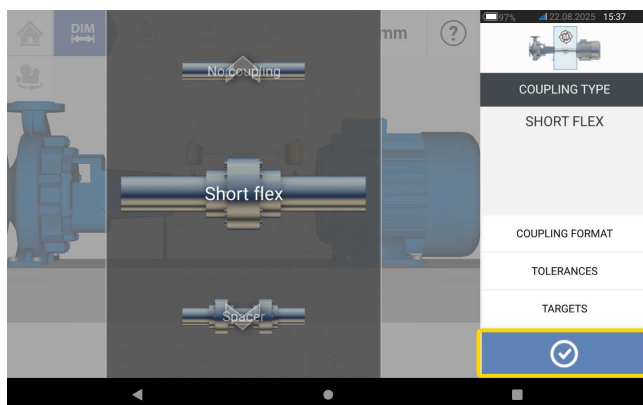 97% 22.08.2025 15:37
DIM
mm
?
No coupling
Short flex
Spacer
COUPLING TYPE
SHORT FLEX
COUPLING FORMAT
TOLERANCES
TARGETS